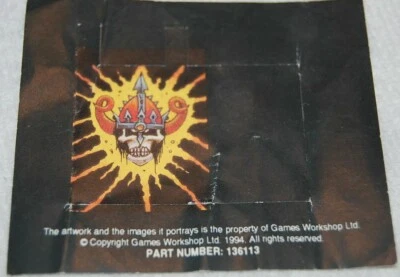 The artwork and the images it portrays is the property of Games Workshop Ltd.
© Copyright Games Workshop Ltd. 1994. All rights reserved.
PART NUMBER: 136113